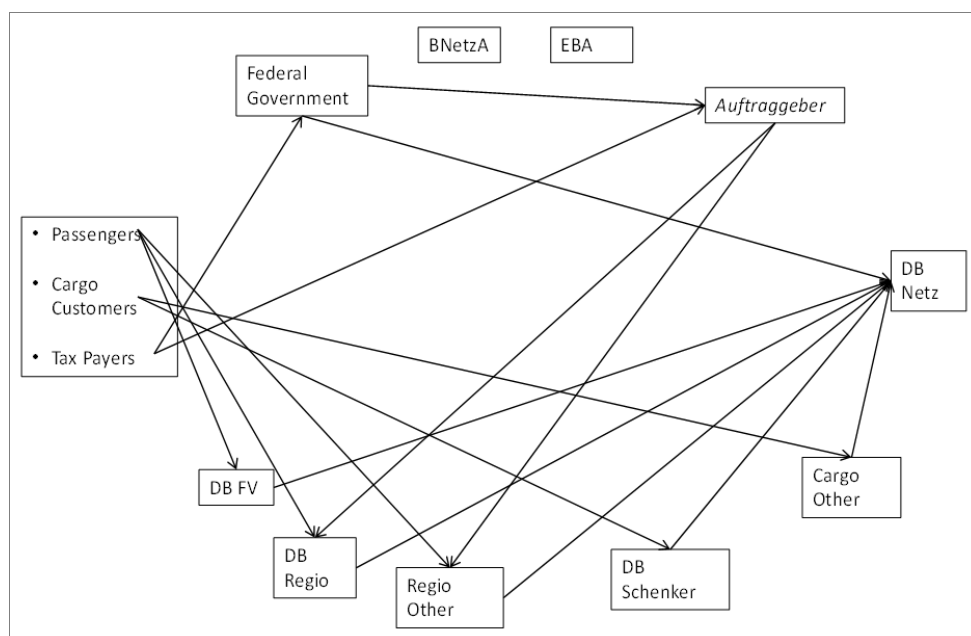 BNetzA
EBA
Federal
Government
Auftraggeber
• Passengers
• Cargo
Customers
• Tax Payers
DB
Netz
DB FV
Cargo
Other
DB
Regio
Regio
Other
DB
Schenker